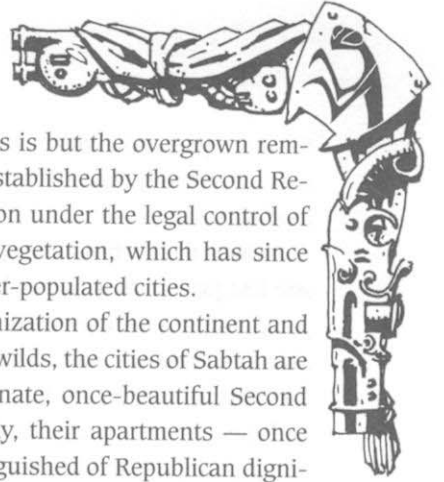 s is but the overgrown rem-
stablished by the Second Re-
on under the legal control of
vegetation, which has since
er-populated cities.
nization of the continent and
wilds, the cities of Sabtah are
nate, once-beautiful Second
y, their apartments — once
guished of Republican digni-